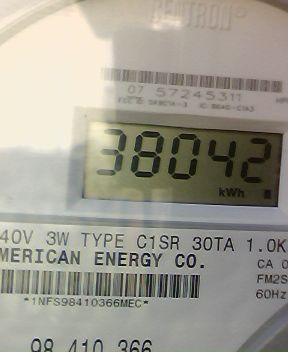 CENTRON®
07 57245311
38042
kWh
40V 3W TYPE C1SR 30TA 1.0K
MERICAN ENERGY CO.
CA 0
FM2S
*1NFS98410366MEC*
60Hz
98 410 366